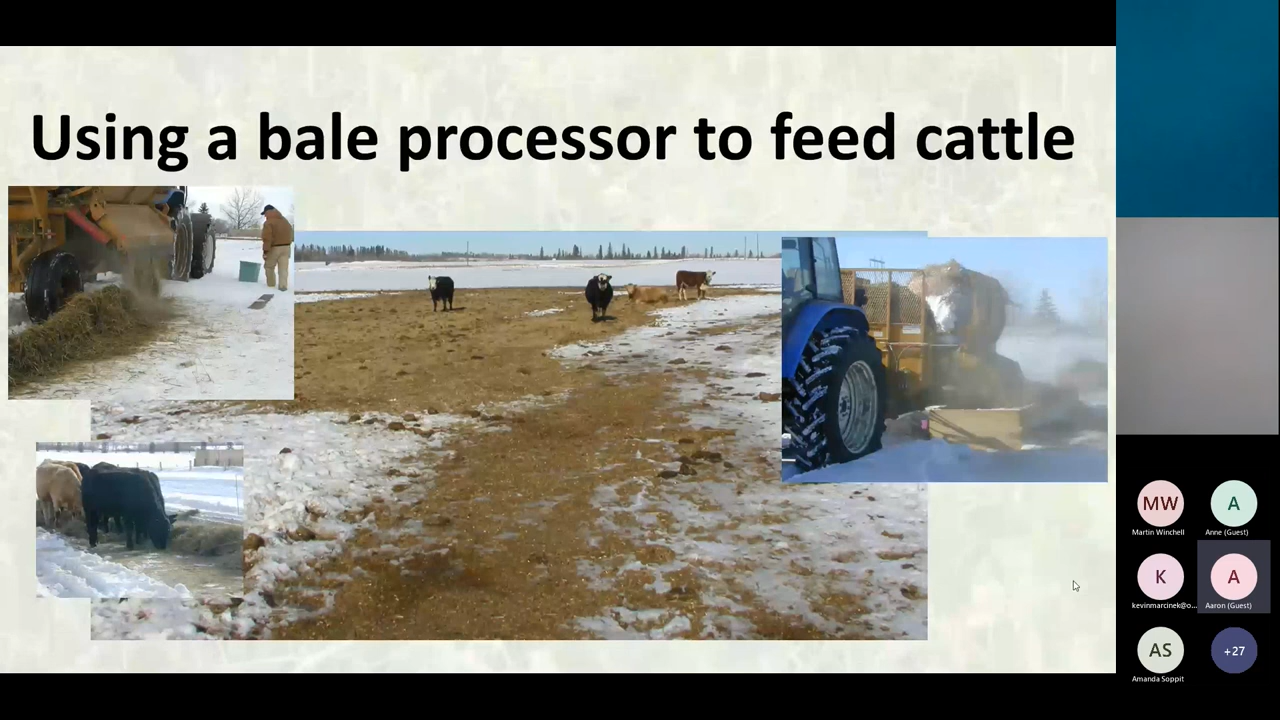 Using a bale processor to feed cattle
MW
A
Martin Winchell
Anne (Guest)
K
A
kevinmarcinek@o...
Aaron (Guest)
AS
+27
Amanda Soppit